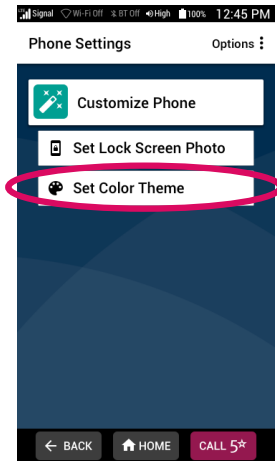 LTE Signal Wi-Fi Off BT Off High 100% 12:45 PM
Phone Settings Options
Customize Phone
Set Lock Screen Photo
Set Color Theme
BACK HOME CALL 5☆